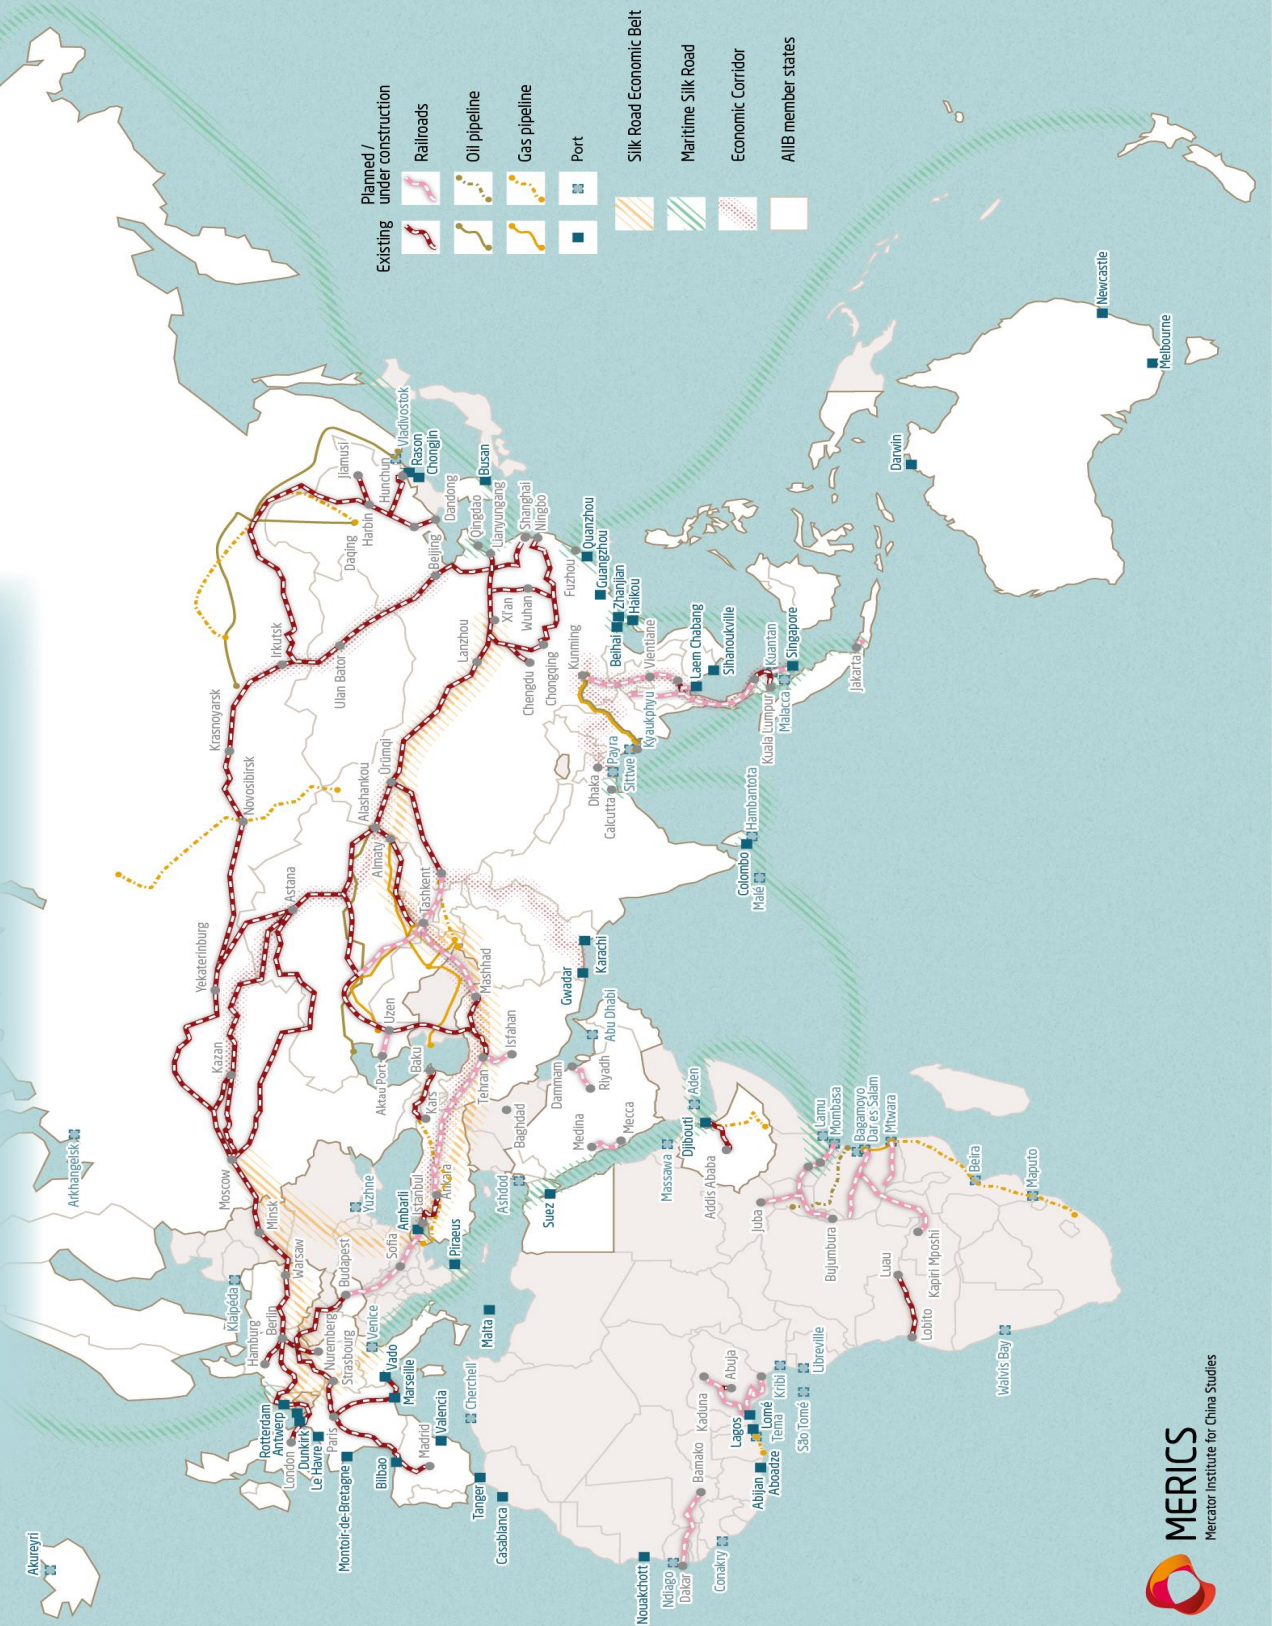 Planned /
under construction
Existing
Railroads
Oil pipeline
Gas pipeline
Port
Silk Road Economic Belt
Maritime Silk Road
Economic Corridor
AIIB member states
Akureyri
Arkhangelsk
Klaipėda
Hamburg
Berlin
Rotterdam
Antwerp
Dunkirk
London
Le Havre
Paris
Montoir-de-Bretagne
Bilbao
Madrid
Valencia
Nuremberg
Strasbourg
Venice
Vado
Marseille
Warsaw
Minsk
Moscow
Budapest
Sofia
Yuzhne
Ambarli
Istanbul
Ankara
Piraeus
Malta
Cherchell
Tanger
Casablanca
Kazan
Yekaterinburg
Astana
Novosibirsk
Krasnoyarsk
Irkutsk
Ulan Bator
Alashankou
Ürümqi
Almaty
Tashkent
Uzen
Aktau Port
Baku
Kars
Tehran
Mashhad
Isfahan
Baghdad
Ashdod
Suez
Dammam
Riyadh
Medina
Mecca
Abu Dhabi
Gwadar
Karachi
Jiamusi
Harbin
Daqing
Hunchun
Vladivostok
Rason
Chongjin
Dandong
Beijing
Busan
Qingdao
Lianyungang
Shanghai
Ningbo
Xi'an
Wuhan
Lanzhou
Chengdu
Chongqing
Fuzhou
Quanzhou
Guangzhou
Zhanjian
Haikou
Beihai
Kunming
Vientiane
Kyaukphyu
Sittwe
Payra
Dhaka
Calcutta
Laem Chabang
Sihanoukville
Kuantan
Singapore
Kuala Lumpur
Malacca
Jakarta
Hambantota
Colombo
Malé
Darwin
Newcastle
Melbourne
Aden
Djibouti
Massawa
Addis Ababa
Juba
Lamu
Mombasa
Bagamoyo
Dar es Salam
Mtwara
Bujumbura
Beira
Maputo
Kapiri Mposhi
Luau
Lobito
Walvis Bay
Libreville
São Tomé
Kribi
Abuja
Kaduna
Lagos
Lomé
Tema
Aboadze
Abijan
Bamako
Dakar
Ndiago
Nouakchott
Conakry
MERICS
Mercator Institute for China Studies